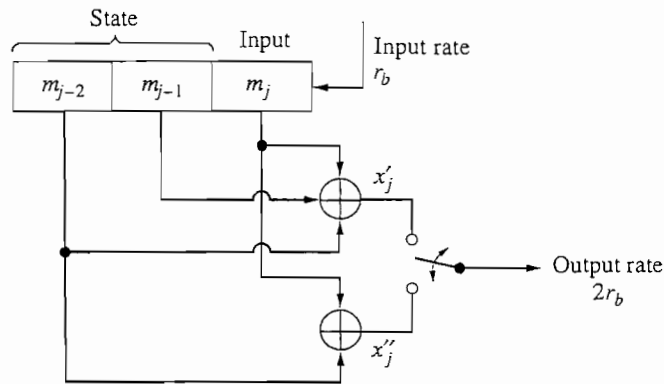 State
Input
Input rate
r_b
m_{j-2}
m_{j-1}
m_j
x'_j
Output rate
2r_b
x''_j